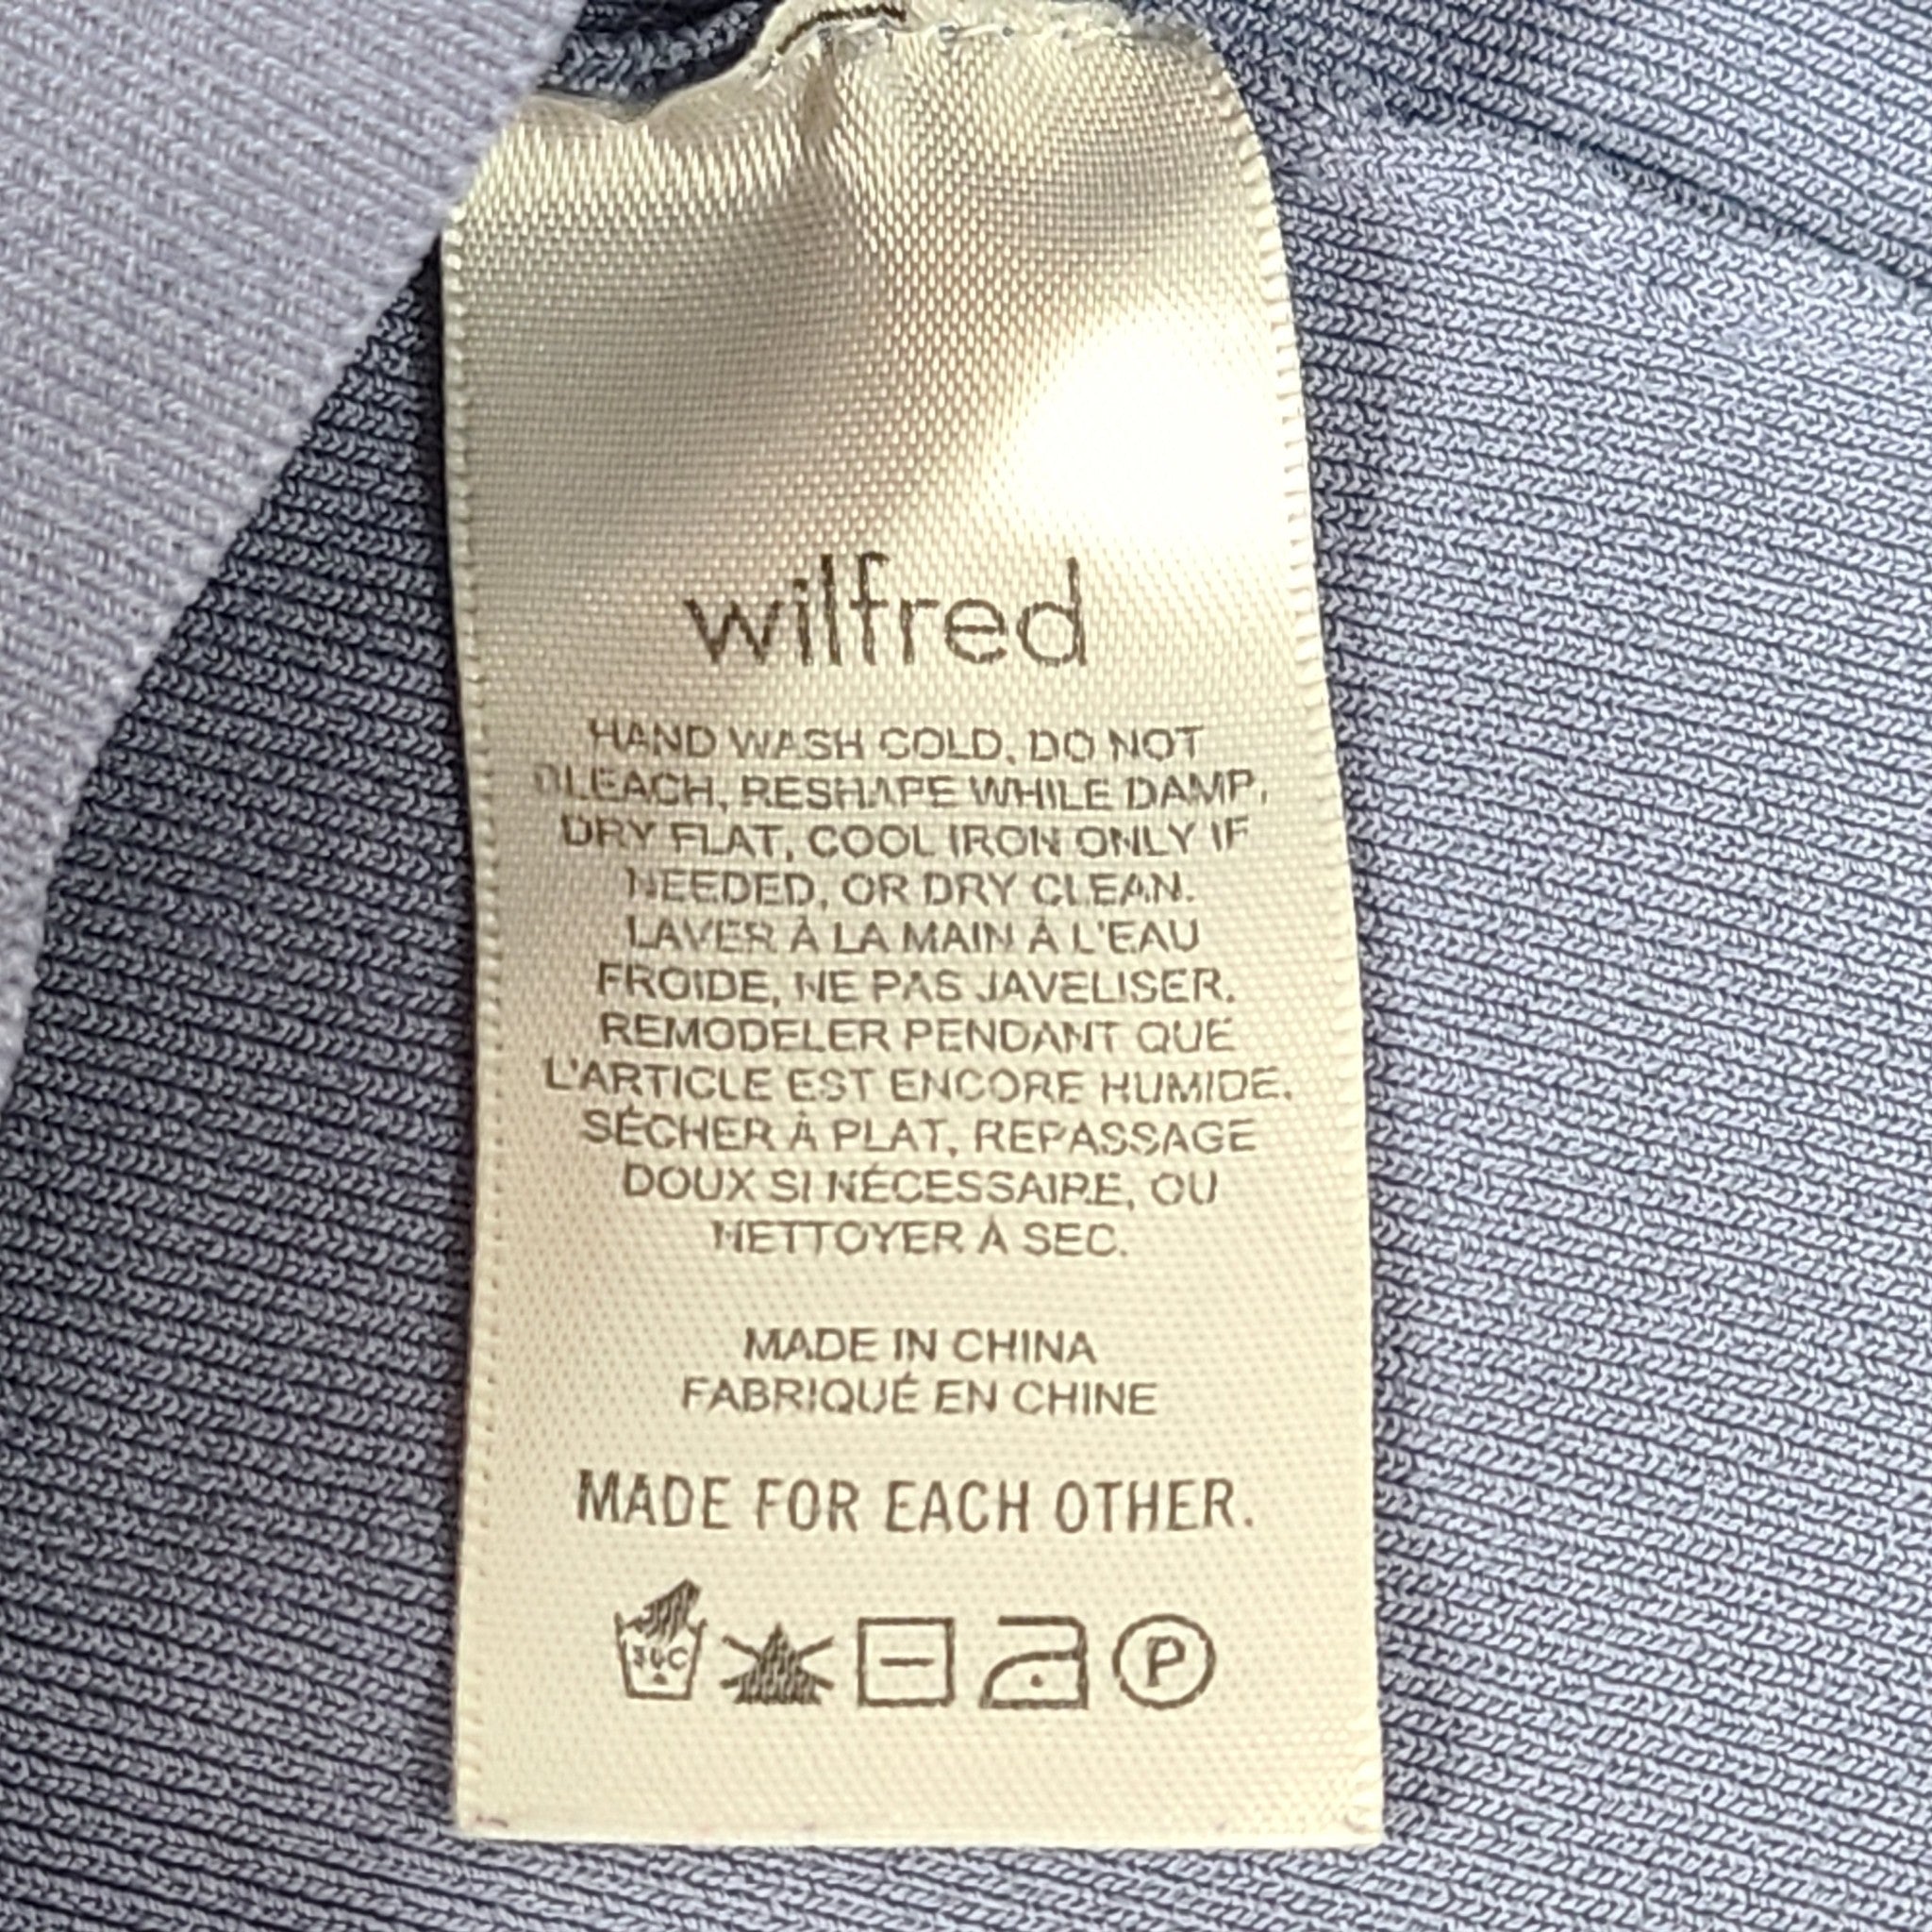 wilfred
HAND WASH COLD, DO NOT
BLEACH, RESHAPE WHILE DAMP,
DRY FLAT, COOL IRON ONLY IF
NEEDED, OR DRY CLEAN.
LAVER À LA MAIN À L'EAU
FROIDE, NE PAS JAVELISER.
REMODELER PENDANT QUE
L'ARTICLE EST ENCORE HUMIDE.
SÉCHER À PLAT, REPASSAGE
DOUX SI NÉCESSAIRE, OU
NETTOYER À SEC.
MADE IN CHINA
FABRIQUÉ EN CHINE
MADE FOR EACH OTHER.
30C P